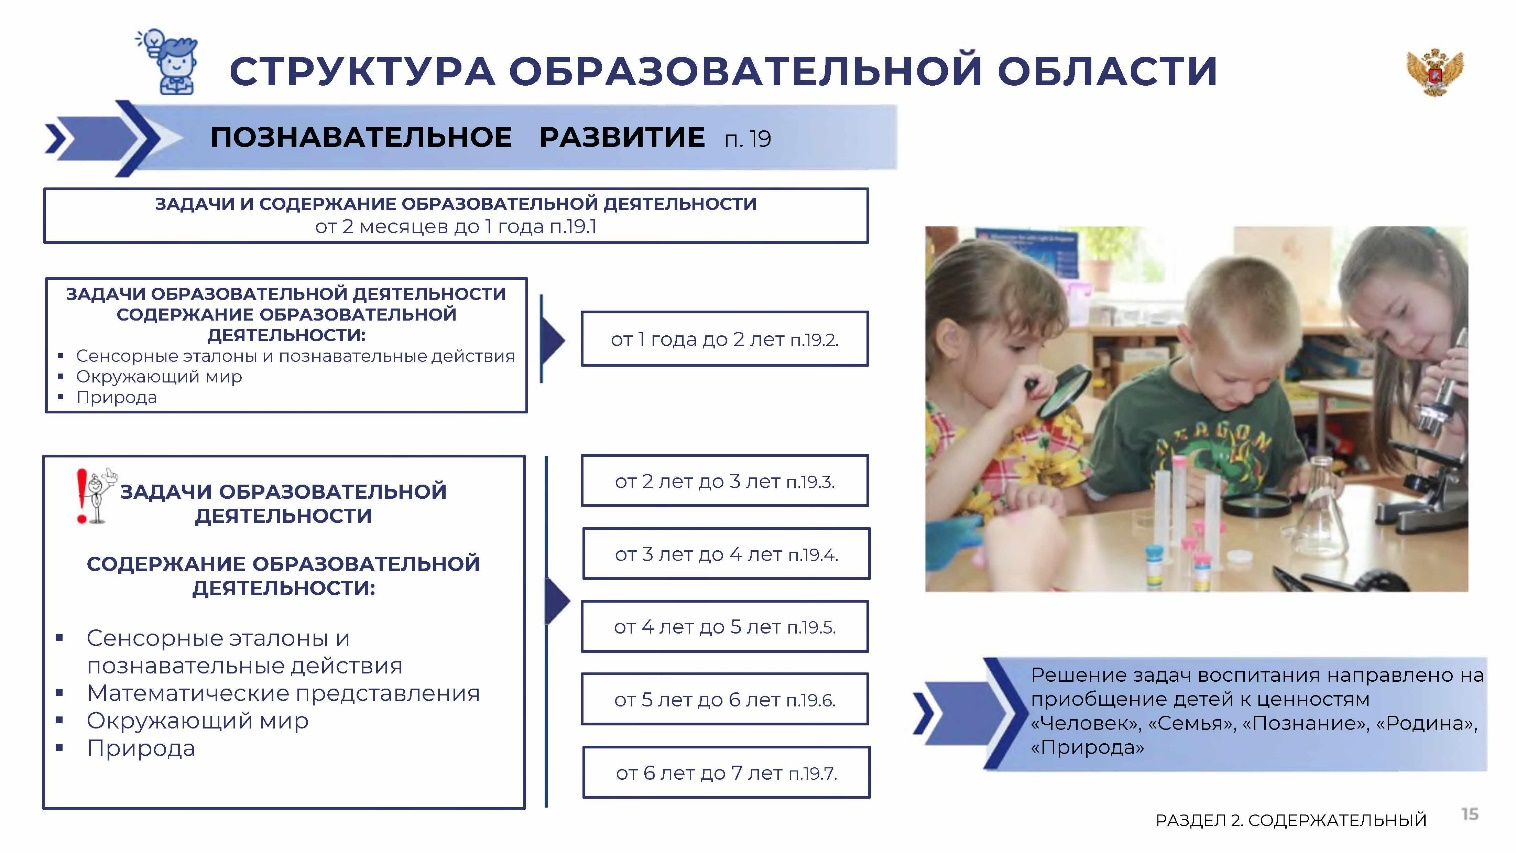 СТРУКТУРА ОБРАЗОВАТЕЛЬНОЙ ОБЛАСТИ
ПОЗНАВАТЕЛЬНОЕ РАЗВИТИЕ п. 19
ЗАДАЧИ И СОДЕРЖАНИЕ ОБРАЗОВАТЕЛЬНОЙ ДЕЯТЕЛЬНОСТИ
от 2 месяцев до 1 года п.19.1
ЗАДАЧИ ОБРАЗОВАТЕЛЬНОЙ ДЕЯТЕЛЬНОСТИ
СОДЕРЖАНИЕ ОБРАЗОВАТЕЛЬНОЙ
ДЕЯТЕЛЬНОСТИ:
▪ Сенсорные эталоны и познавательные действия
▪ Окружающий мир
▪ Природа
от 1 года до 2 лет п.19.2.
ЗАДАЧИ ОБРАЗОВАТЕЛЬНОЙ
ДЕЯТЕЛЬНОСТИ
СОДЕРЖАНИЕ ОБРАЗОВАТЕЛЬНОЙ
ДЕЯТЕЛЬНОСТИ:
▪ Сенсорные эталоны и
познавательные действия
▪ Математические представления
▪ Окружающий мир
▪ Природа
от 2 лет до 3 лет п.19.3.
от 3 лет до 4 лет п.19.4.
от 4 лет до 5 лет п.19.5.
от 5 лет до 6 лет п.19.6.
от 6 лет до 7 лет п.19.7.
Решение задач воспитания направлено на
приобщение детей к ценностям
«Человек», «Семья», «Познание», «Родина»,
«Природа»
РАЗДЕЛ 2. СОДЕРЖАТЕЛЬНЫЙ
15